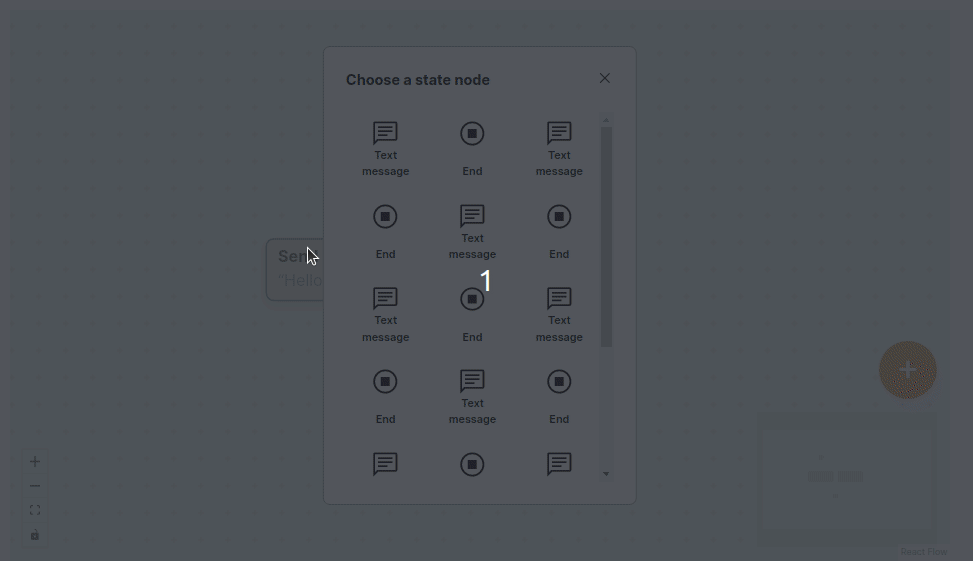 Choose a state node
Text
message
End
Text
message
End
Text
message
End
Text
message
End
Text
message
End
Text
message
End
Sen
"Hello
1
React Flow